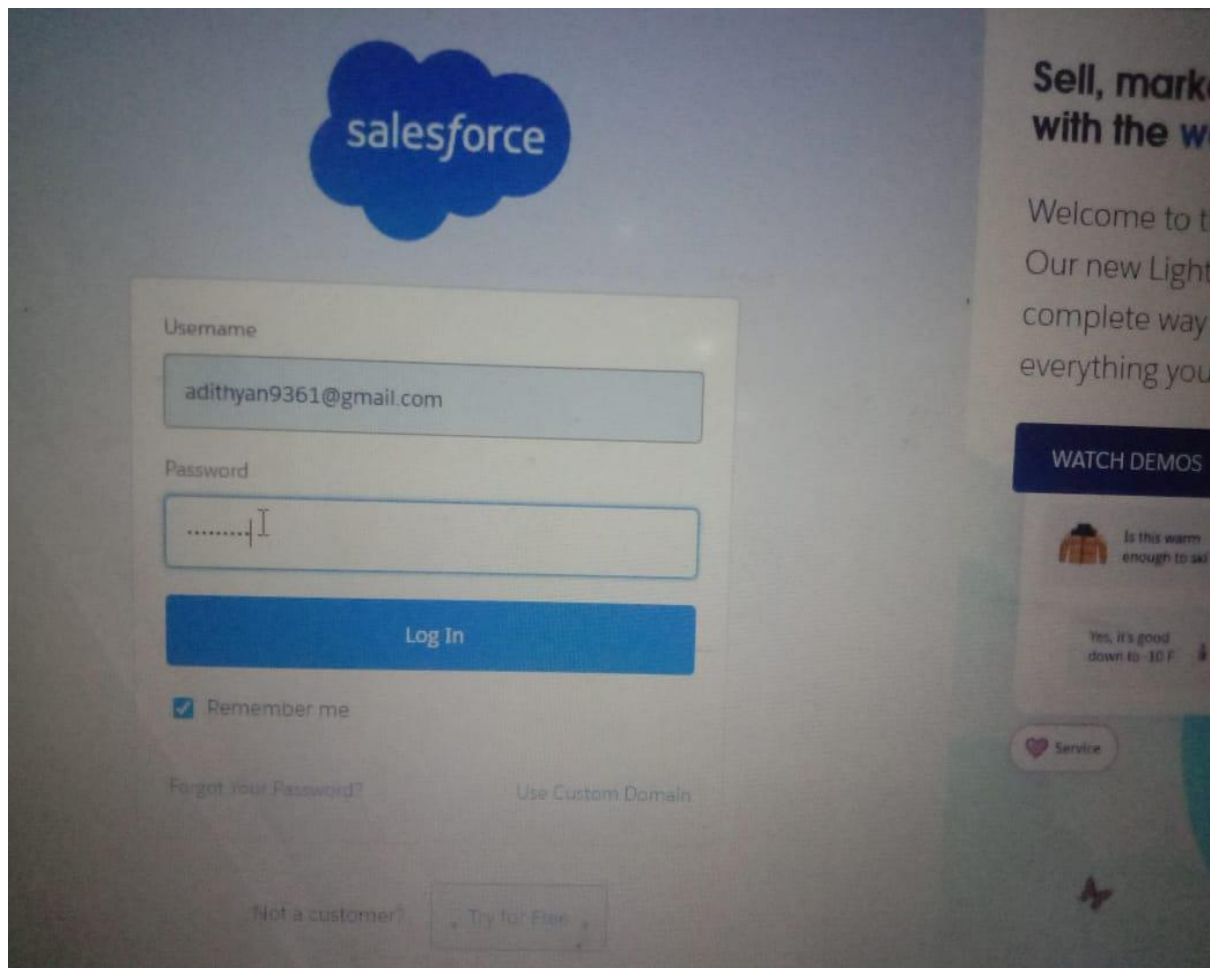 salesforce
Username
adithyan9361@gmail.com
Password
.........
Log In
Remember me
Forgot Your Password?
Use Custom Domain
Not a customer?
Try for Free
Sell, mark
with the w
Welcome to t
Our new Light
complete way
everything you
WATCH DEMOS
Is this warm
enough to ski
Yes, it's good
down to -10 F
Service